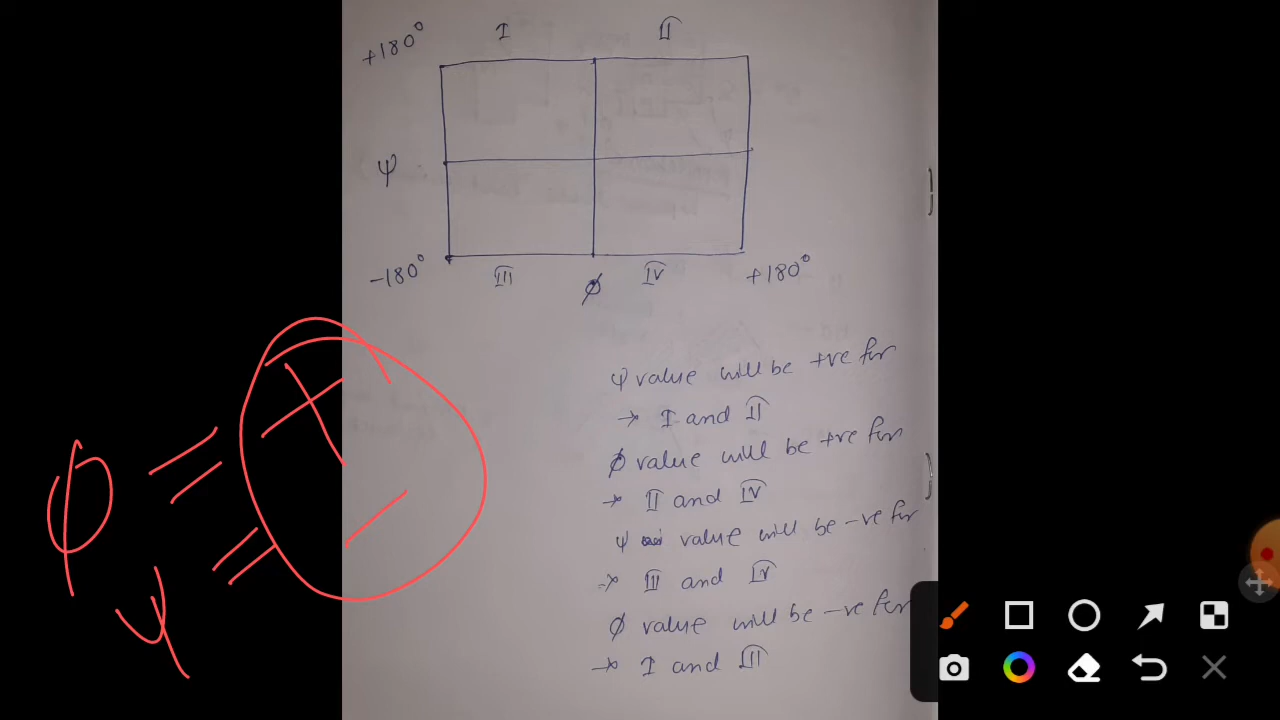 I II
+180°
ψ
-180° III φ IV +180°
ψ value will be +ve for
→ I and II
φ value will be +ve for
→ II and IV
ψ value will be -ve for
→ III and IV
φ value will be -ve for
→ I and III
φ = +
ψ = -